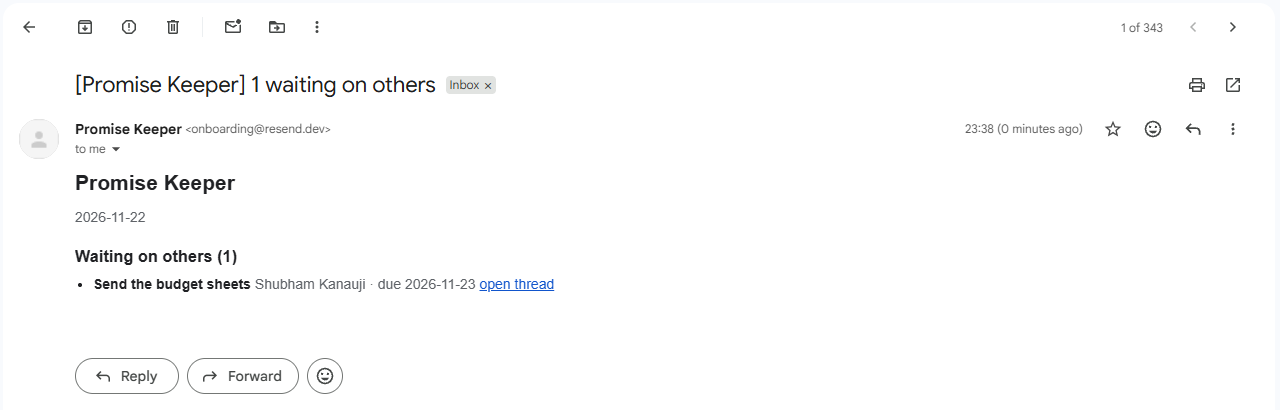 1 of 343
[Promise Keeper] 1 waiting on others Inbox ×
Promise Keeper <onboarding@resend.dev> 23:38 (0 minutes ago)
to me
Promise Keeper
2026-11-22
Waiting on others (1)
• Send the budget sheets Shubham Kanauji · due 2026-11-23 open thread
Reply Forward